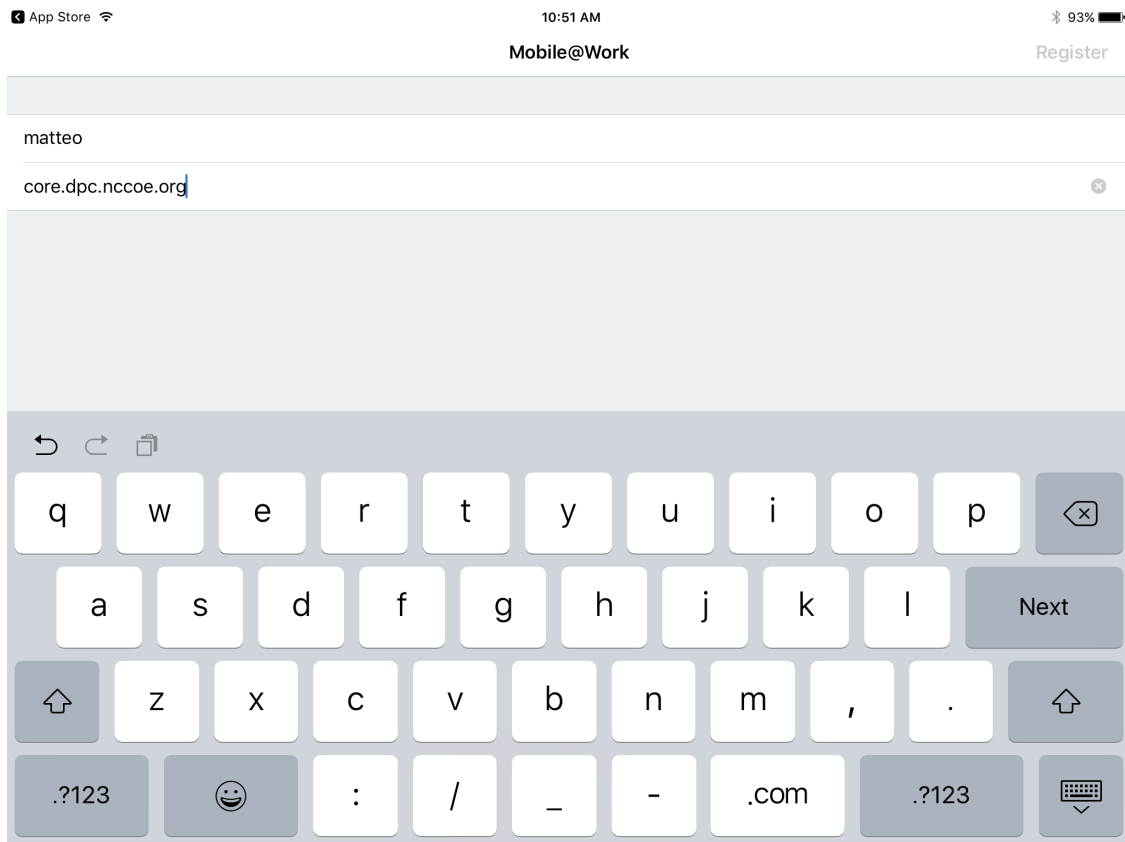 App Store 10:51 AM 93%
Mobile@Work Register
matteo
core.dpc.nccoe.org
q w e r t y u i o p
a s d f g h j k l Next
z x c v b n m , .
.?123 : / _ - .com .?123